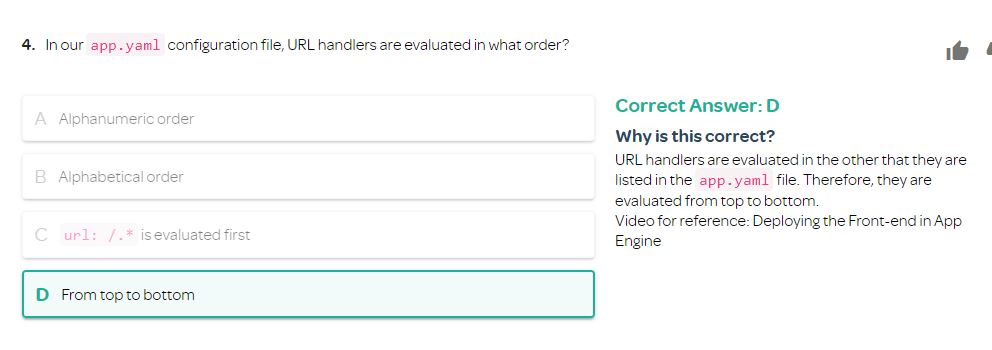 4. In our app.yaml configuration file, URL handlers are evaluated in what order?
A Alphanumeric order
B Alphabetical order
C url: /.* is evaluated first
D From top to bottom
Correct Answer: D
Why is this correct?
URL handlers are evaluated in the other that they are
listed in the app.yaml file. Therefore, they are
evaluated from top to bottom.
Video for reference: Deploying the Front-end in App
Engine